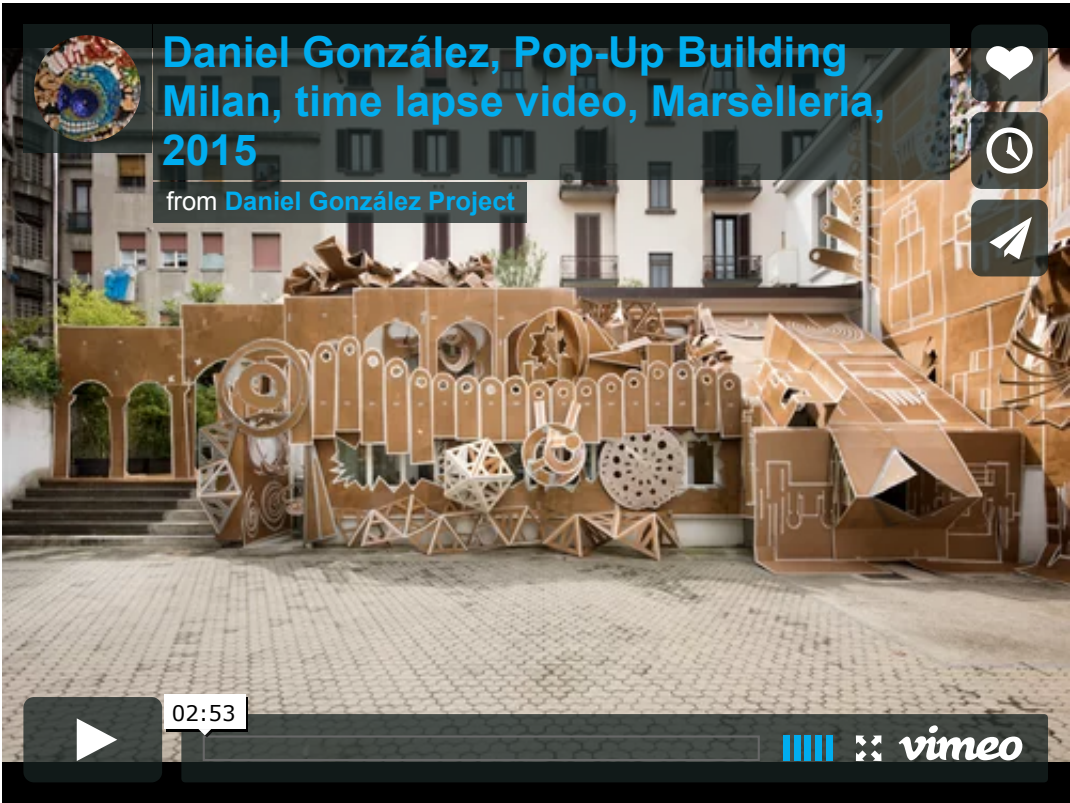 Daniel González, Pop-Up Building
Milan, time lapse video, Marsèlleria,
2015
from Daniel González Project
02:53
vimeo